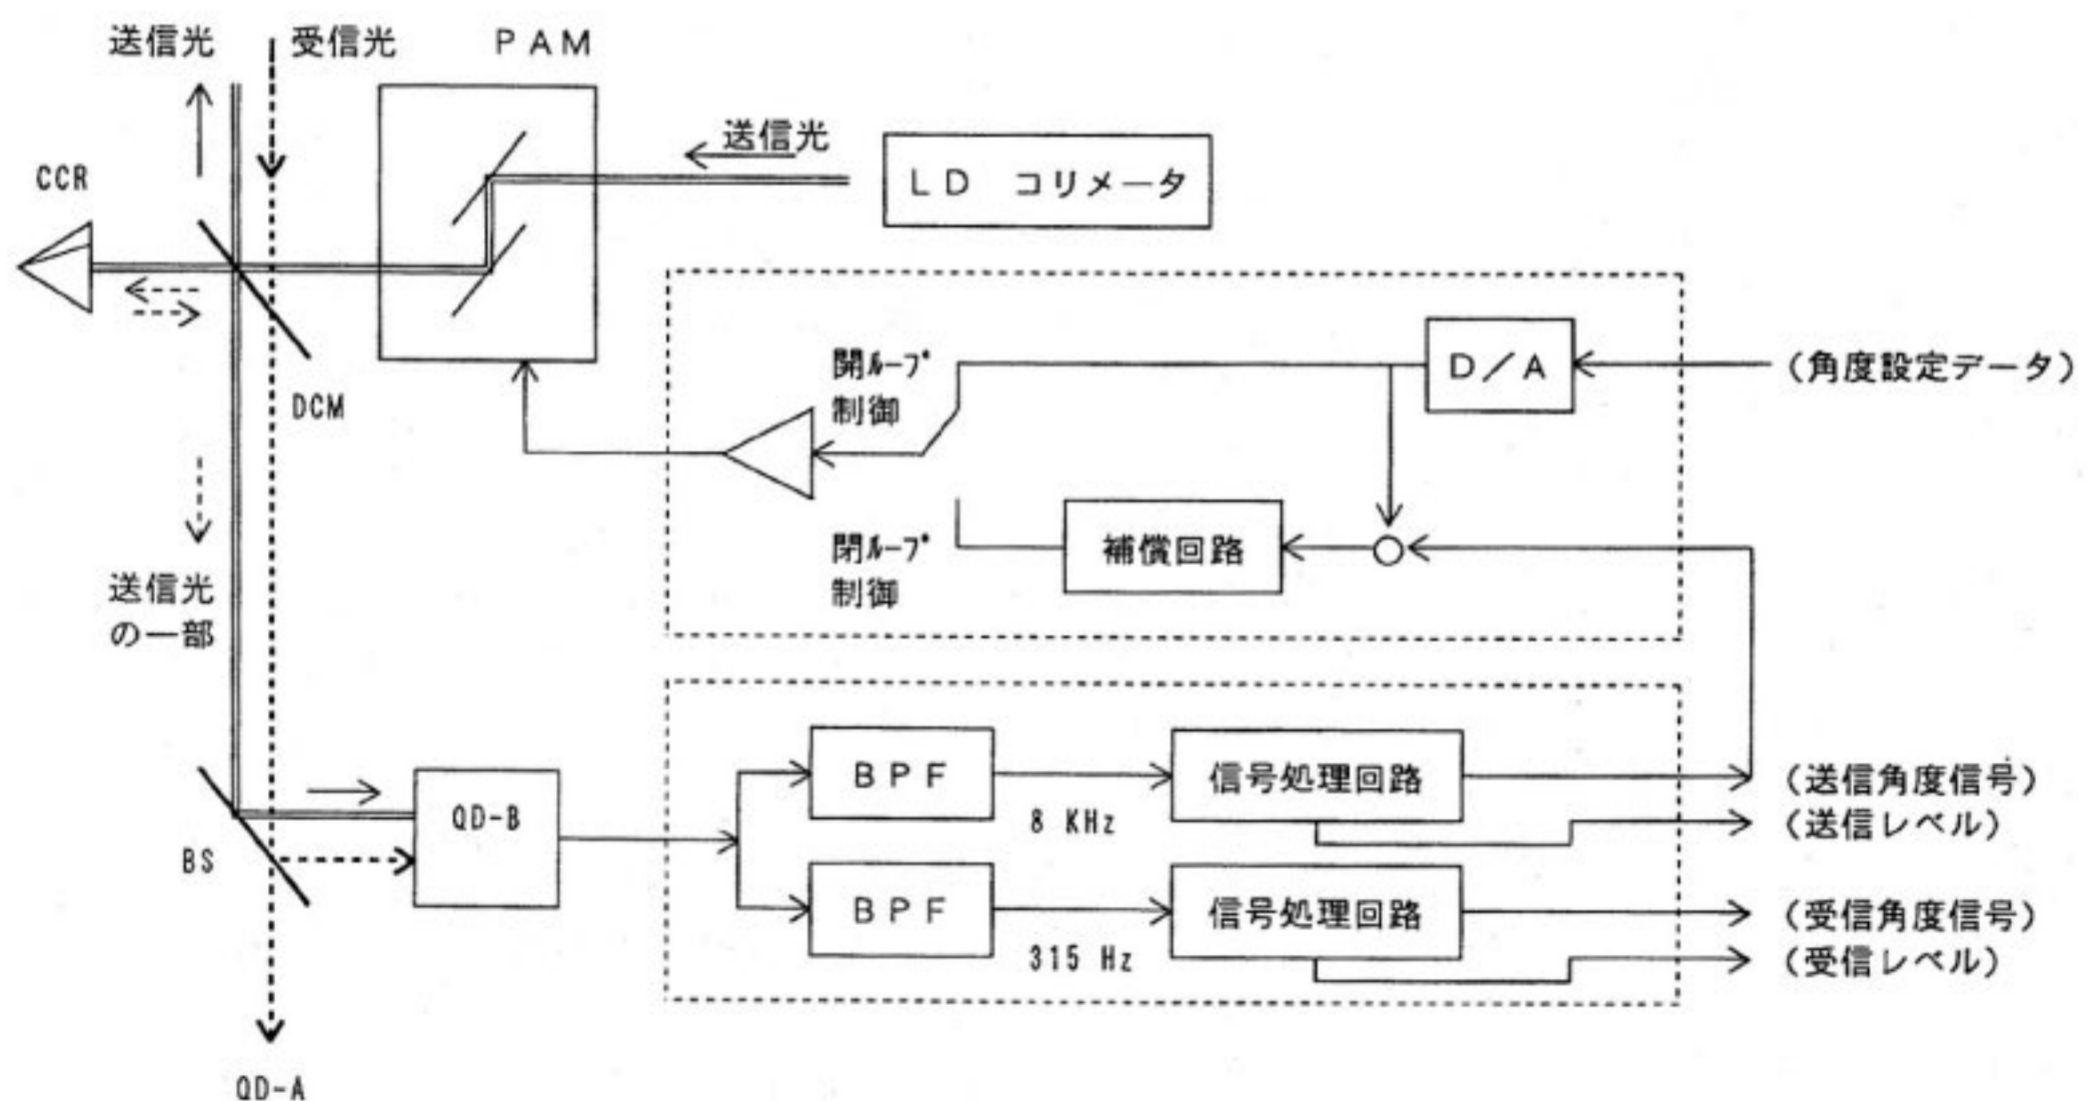 送信光
受信光
PAM
送信光
LD コリメータ
CCR
DCM
開ループ
制御
D/A
(角度設定データ)
閉ループ
制御
補償回路
送信光
の一部
BPF
8 KHz
信号処理回路
(送信角度信号)
(送信レベル)
QD-B
BS
BPF
315 Hz
信号処理回路
(受信角度信号)
(受信レベル)
QD-A